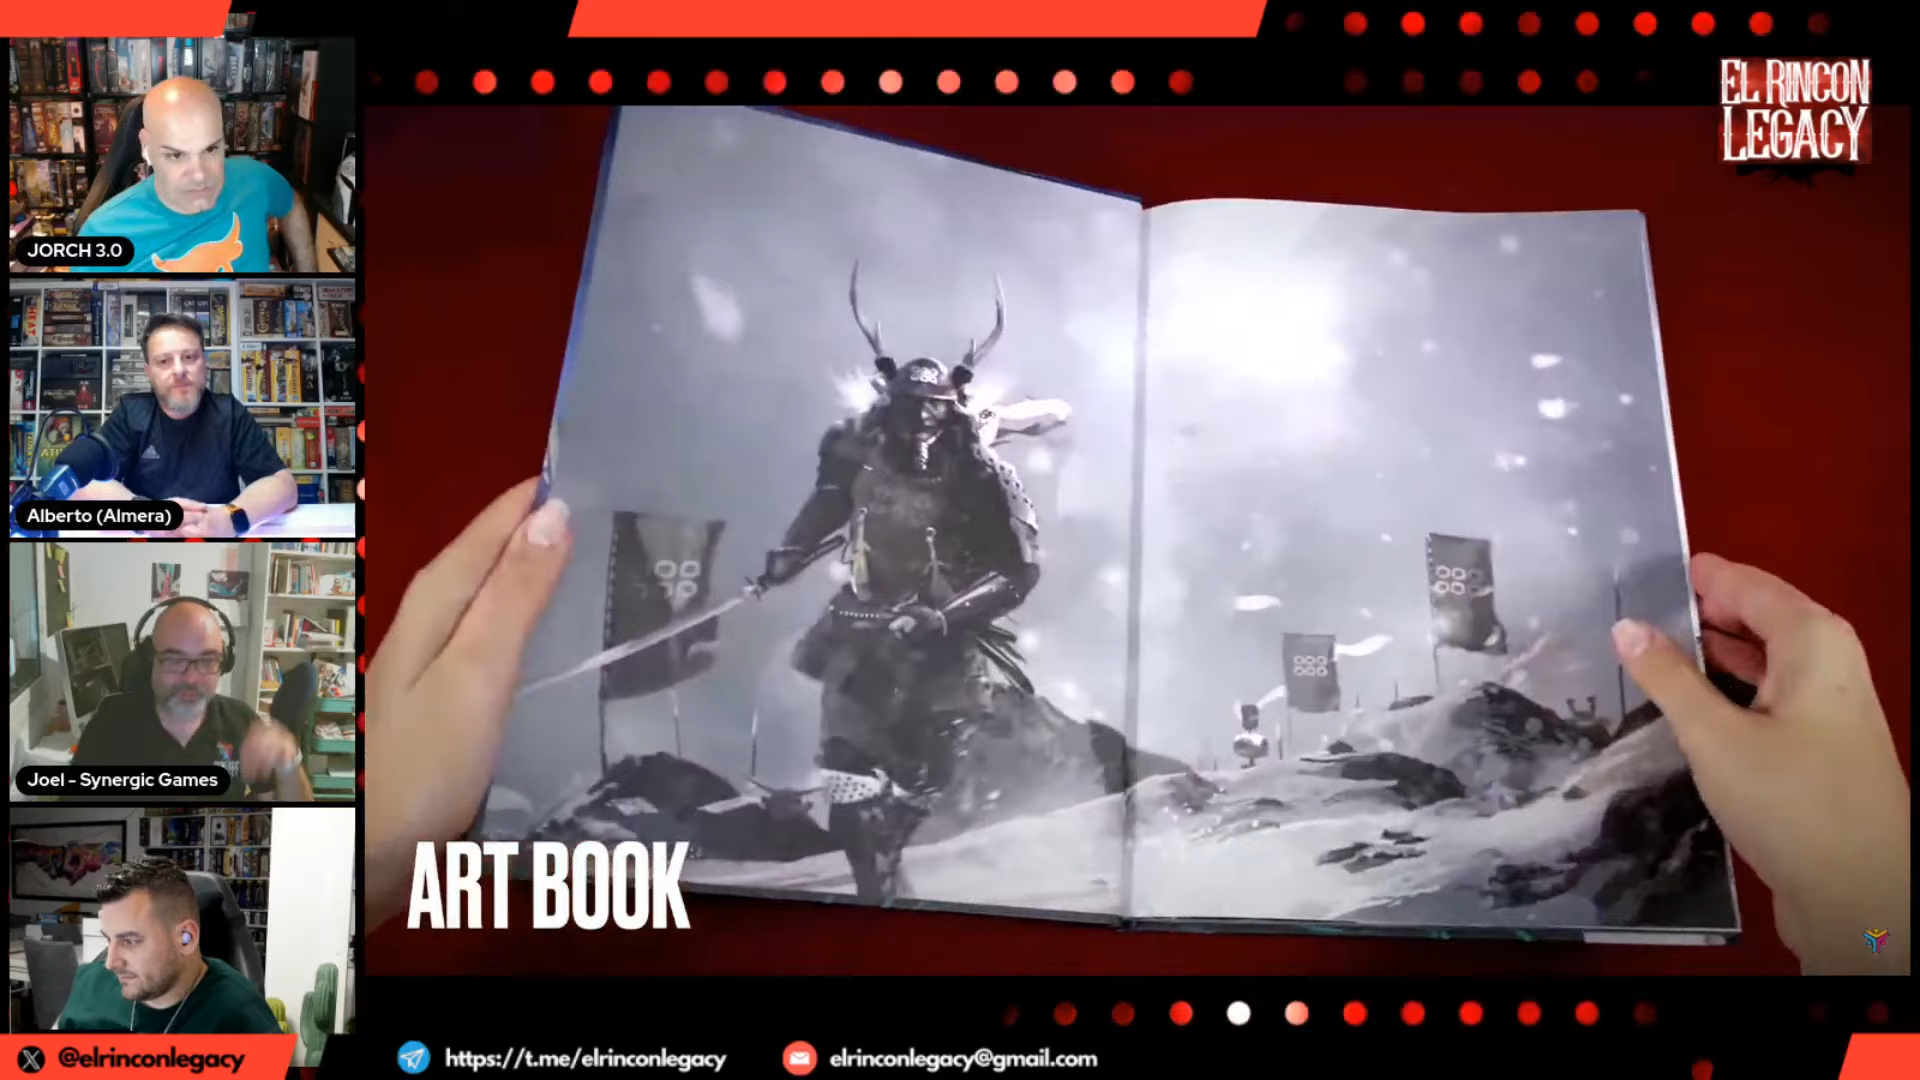 EL RINCON
LEGACY
JORCH 3.0
Alberto (Almera)
Joel - Synergic Games
ART BOOK
@elrinconlegacy
https://t.me/elrinconlegacy
elrinconlegacy@gmail.com